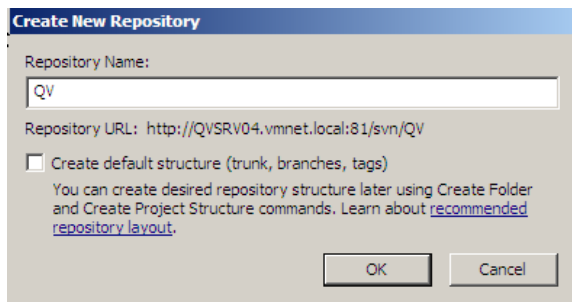 Create New Repository
Repository Name:
QV
Repository URL: http://QVSRV04.vmnet.local:81/svn/QV
Create default structure (trunk, branches, tags)
You can create desired repository structure later using Create Folder
and Create Project Structure commands. Learn about recommended
repository layout.
OK
Cancel